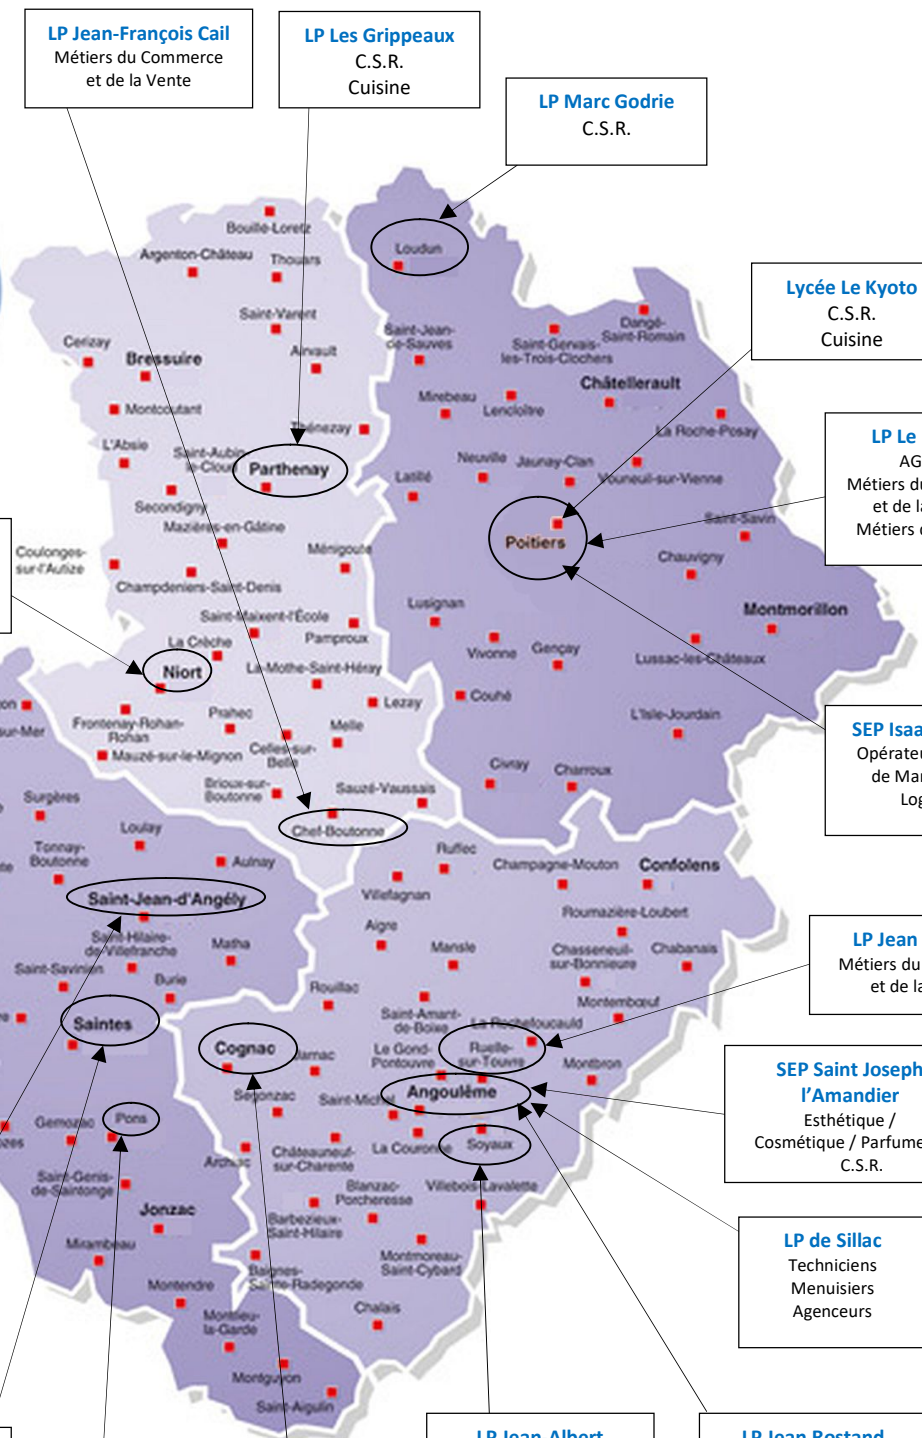 LP Jean-François Cail
Métiers du Commerce
et de la Vente
LP Les Grippeaux
C.S.R.
Cuisine
LP Marc Godrie
C.S.R.
Lycée Le Kyoto
C.S.R.
Cuisine
LP Le
AG
Métiers du
et de la
Métiers
SEP Isaa
Opérateu
de Mar
Log
LP Jean
Métiers du
et de la
SEP Saint Joseph
l'Amandier
Esthétique /
Cosmétique / Parfume
C.S.R.
LP de Sillac
Techniciens
Menuisiers
Agenceurs
LP Jean-Albert
LP Jean Rostand
Bouillé-Loretz
Argenton-Château
Thouars
Loudun
Saint-Varent
Cerizay
Bressuire
Airvault
Saint-Jean-
de-Sauves
Saint-Gervais-
les-Trois-Clochers
Dangé-
Saint-Romain
Châtellerault
Moncoutant
Mirebeau
Lencloître
Thénezay
La Roche-Posay
L'Absie
Saint-Aubin-
le-Cloud
Parthenay
Latillé
Neuville
Jaunay-Clan
Vouneuil-sur-Vienne
Secondigny
Mazières-en-Gâtine
Poitiers
Saint-Savin
Coulonges-
sur-l'Autize
Ménigoute
Chauvigny
Champdeniers-Saint-Denis
Saint-Maixent-l'École
Lusignan
Montmorillon
La Crèche
Pamproux
Vivonne
Gençay
Lussac-les-Châteaux
Niort
La-Mothe-Saint-Héray
Couhé
Lezay
L'Isle-Jourdain
Frontenay-Rohan-
Rohan
Prahec
Melle
Mauzé-sur-le-Mignon
Celles-sur-
Belle
Civray
Charroux
Brioux-sur-
Boutonne
Sauzé-Vaussais
Chef-Boutonne
sur-Mer
Surgères
Loulay
Tonnay-
Boutonne
Aulnay
Ruffec
Champagne-Mouton
Confolens
Villefagnan
Saint-Jean-d'Angély
Aigre
Roumazière-Loubert
Saint-Hilaire-
de-Villefranche
Matha
Mansle
Chasseneuil-
sur-Bonnieure
Chabanais
Saint-Savinien
Burie
Rouillac
Montembœuf
Saintes
Saint-Amant-
de-Boixe
La Rochefoucauld
Cognac
Jarnac
Le Gond-
Pontouvre
Ruelle-
sur-Touvre
Montbron
Segonzac
Saint-Michel
Angoulême
Gemozac
Pons
Archiac
Châteauneuf-
sur-Charente
La Couronne
Soyaux
Saint-Genis-
de-Saintonge
Blanzac-
Porcheresse
Villebois-Lavalette
Jonzac
Barbezieux-
Saint-Hilaire
Mirambeau
Montmoreau-
Saint-Cybard
Baignes-
Sainte-Radegonde
Montendre
Chalais
Montlieu-
la-Garde
Montguyon
Saint-Aigulin